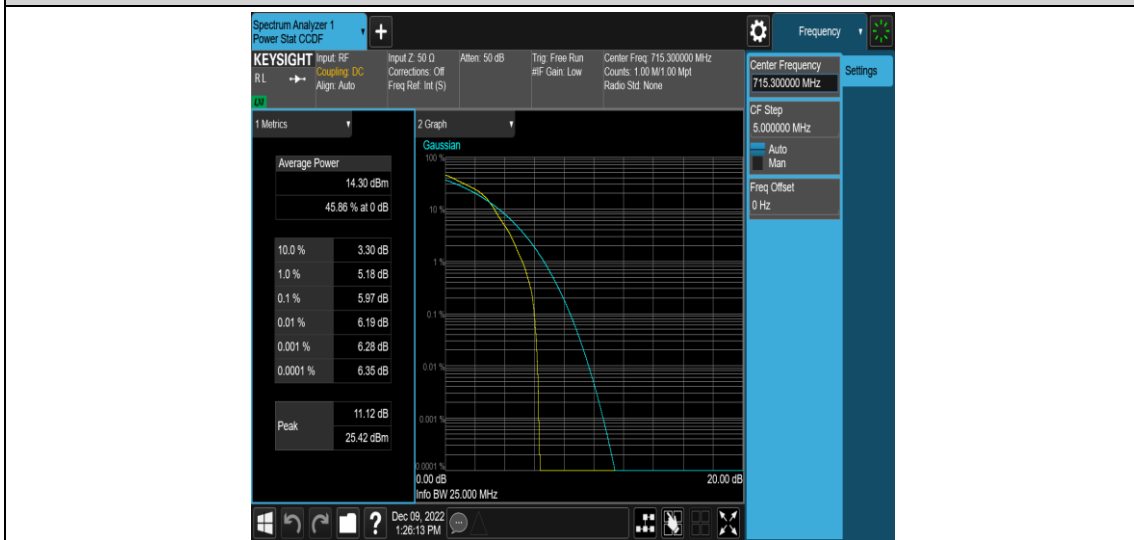 Spectrum Analyzer 1
Power Stat CCDF
+
Frequency
KEYSIGHT
RL
LXI
Input: RF
Coupling: DC
Align: Auto
Input Z: 50 Ω
Corrections: Off
Freq Ref: Int (S)
Atten: 50 dB
Trig: Free Run
#IF Gain: Low
Center Freq: 715.300000 MHz
Counts: 1.00 M/1.00 Mpt
Radio Std: None
Center Frequency
715.300000 MHz
Settings
CF Step
5.000000 MHz
Auto
Man
Freq Offset
0 Hz
1 Metrics
Average Power
14.30 dBm
45.86 % at 0 dB
10.0 % 3.30 dB
1.0 % 5.18 dB
0.1 % 5.97 dB
0.01 % 6.19 dB
0.001 % 6.28 dB
0.0001 % 6.35 dB
Peak
11.12 dB
25.42 dBm
2 Graph
Gaussian
100 %
10 %
1 %
0.1 %
0.01 %
0.001 %
0.0001 %
0.00 dB 20.00 dB
Info BW 25.000 MHz
?
Dec 09, 2022
1:26:13 PM